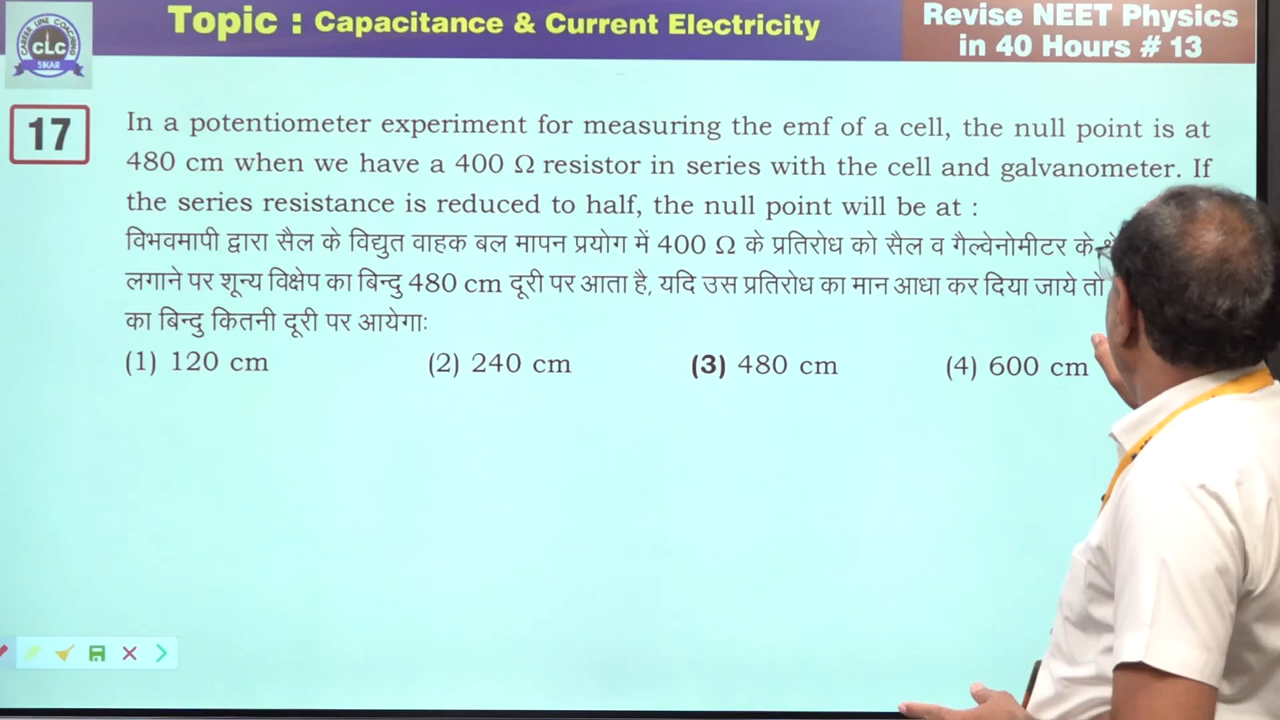 Topic : Capacitance & Current Electricity
Revise NEET Physics
in 40 Hours # 13
CAREER LINE COACHING
CLC
SIKAR
17
In a potentiometer experiment for measuring the emf of a cell, the null point is at
480 cm when we have a 400 Ω resistor in series with the cell and galvanometer. If
the series resistance is reduced to half, the null point will be at :
विभवमापी द्वारा सैल के विद्युत वाहक बल मापन प्रयोग में 400 Ω के प्रतिरोध को सैल व गैल्वेनोमीटर के
लगाने पर शून्य विक्षेप का बिन्दु 480 cm दूरी पर आता है, यदि उस प्रतिरोध का मान आधा कर दिया जाये तो
का बिन्दु कितनी दूरी पर आयेगाः
(1) 120 cm (2) 240 cm (3) 480 cm (4) 600 cm